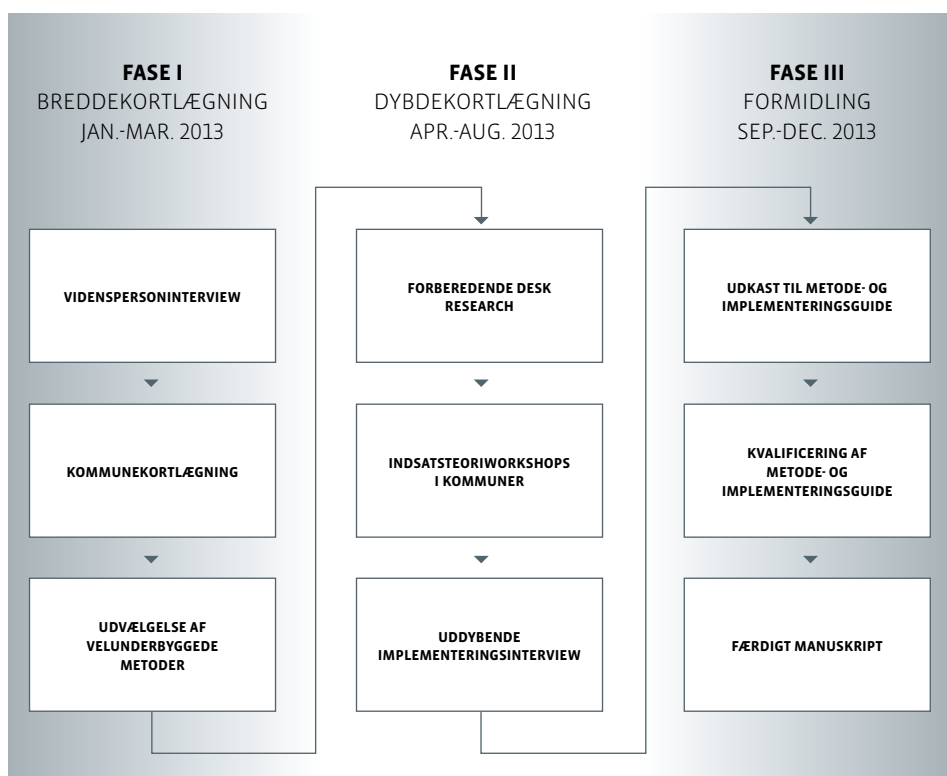 FASE I
BREDDEKORTLÆGNING
JAN.-MAR. 2013
VIDENSPERSONINTERVIEW
KOMMUNEKORTLÆGNING
UDVÆLGELSE AF
VELUNDERBYGGEDE
METODER
FASE II
DYBDEKORTLÆGNING
APR.-AUG. 2013
FORBEREDENDE DESK
RESEARCH
INDSATSTEORIWORKSHOPS
I KOMMUNER
UDDYBENDE
IMPLEMENTERINGSINTERVIEW
FASE III
FORMIDLING
SEP.-DEC. 2013
UDKAST TIL METODE- OG
IMPLEMENTERINGSGUIDE
KVALIFICERING AF
METODE- OG
IMPLEMENTERINGSGUIDE
FÆRDIGT MANUSKRIPT